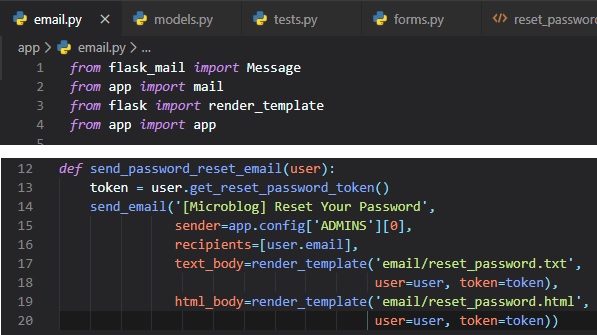 email.py × models.py tests.py forms.py reset_password
app > email.py > ...
1 from flask_mail import Message
2 from app import mail
3 from flask import render_template
4 from app import app
5
12 def send_password_reset_email(user):
13     token = user.get_reset_password_token()
14     send_email('[Microblog] Reset Your Password',
15                sender=app.config['ADMINS'][0],
16                recipients=[user.email],
17                text_body=render_template('email/reset_password.txt',
18                                          user=user, token=token),
19                html_body=render_template('email/reset_password.html',
20                                          user=user, token=token))